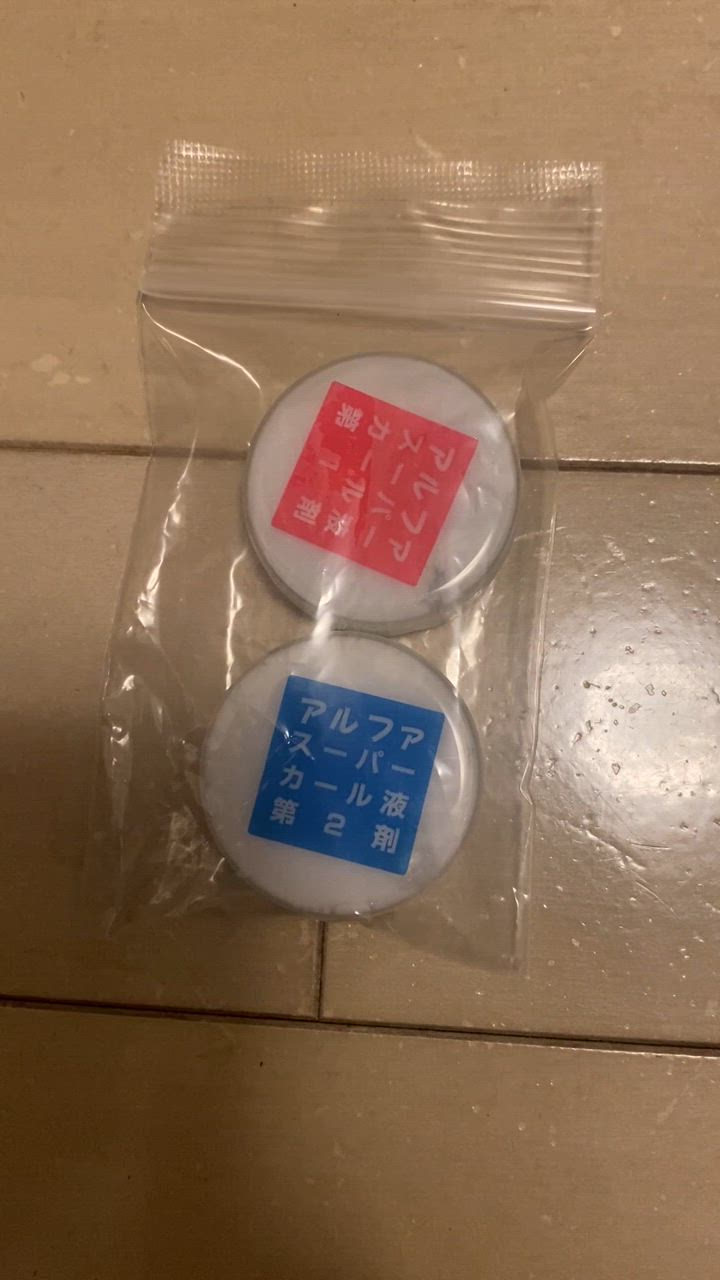 アルファ
スーパー
カール液
第1剤
アルファ
スーパー
カール液
第2剤